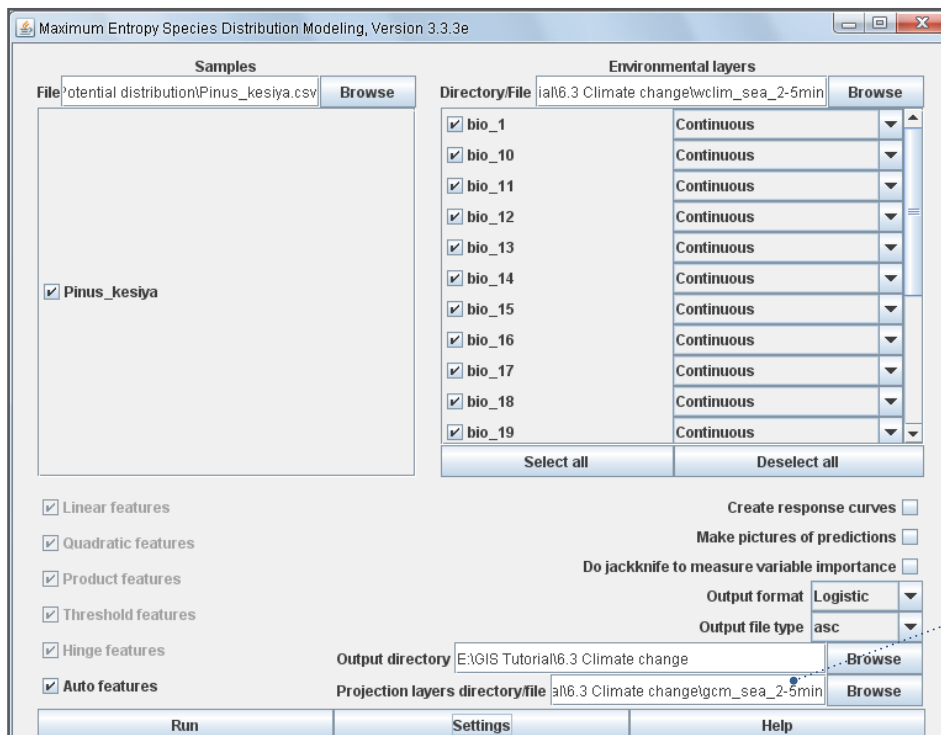 Maximum Entropy Species Distribution Modeling, Version 3.3.3e
Samples
File Potential distribution\Pinus_kesiya.csv Browse
Pinus_kesiya
Environmental layers
Directory/File ial\6.3 Climate change\wclim_sea_2-5min Browse
bio_1 Continuous
bio_10 Continuous
bio_11 Continuous
bio_12 Continuous
bio_13 Continuous
bio_14 Continuous
bio_15 Continuous
bio_16 Continuous
bio_17 Continuous
bio_18 Continuous
bio_19 Continuous
Select all Deselect all
Linear features
Quadratic features
Product features
Threshold features
Hinge features
Auto features
Create response curves
Make pictures of predictions
Do jackknife to measure variable importance
Output format Logistic
Output file type asc
Output directory E:\GIS Tutorial\6.3 Climate change Browse
Projection layers directory/file al\6.3 Climate change\gcm_sea_2-5min Browse
Run Settings Help